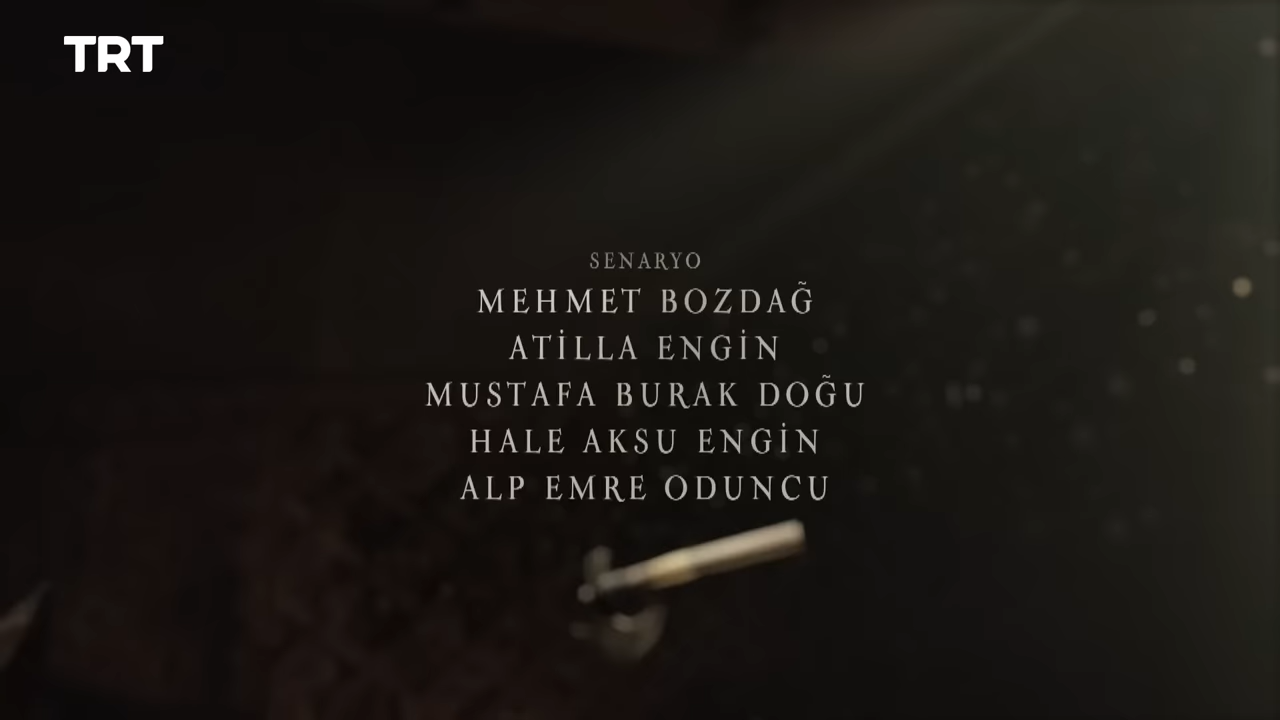 TRT
SENARYO
MEHMET BOZDAĞ
ATİLLA ENGİN
MUSTAFA BURAK DOĞU
HALE AKSU ENGİN
ALP EMRE ODUNCU